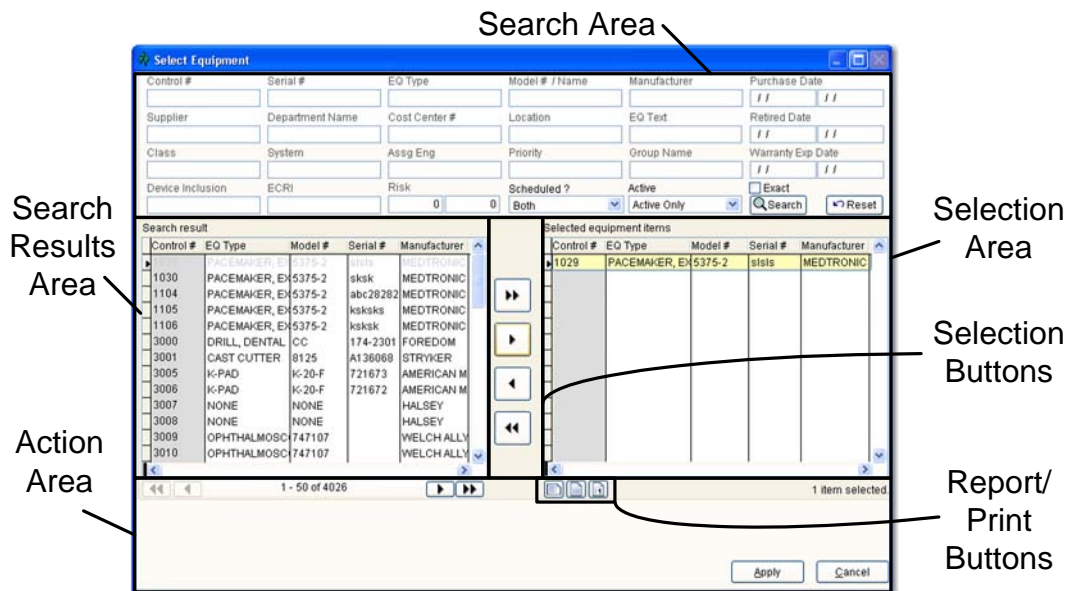 Search Area
Select Equipment
Control # Serial # EQ Type Model # / Name Manufacturer Purchase Date
/ / / /
Supplier Department Name Cost Center # Location EQ Text Retired Date
/ / / /
Class System Assg Eng Priority Group Name Warranty Exp Date
/ / / /
Device Inclusion ECRI Risk Scheduled ? Active Exact
0 0 Both Active Only Search Reset
Search Results Area
Selection Area
Selection Buttons
Action Area
Report/ Print Buttons
Search result
Control # EQ Type Model # Serial # Manufacturer
1029 PACEMAKER, EX 5375-2 slsls MEDTRONIC
1030 PACEMAKER, EX 5375-2 sksk MEDTRONIC
1104 PACEMAKER, EX 5375-2 abc28282 MEDTRONIC
1105 PACEMAKER, EX 5375-2 ksksks MEDTRONIC
1106 PACEMAKER, EX 5375-2 ksksk MEDTRONIC
3000 DRILL, DENTAL CC 174-2301 FOREDOM
3001 CAST CUTTER 8125 A136068 STRYKER
3005 K-PAD K-20-F 721673 AMERICAN M
3006 K-PAD K-20-F 721672 AMERICAN M
3007 NONE NONE HALSEY
3008 NONE NONE HALSEY
3009 OPHTHALMOSC 747107 WELCH ALLY
3010 OPHTHALMOSC 747107 WELCH ALLY
Selected equipment items
Control # EQ Type Model # Serial # Manufacturer
1029 PACEMAKER, EX 5375-2 slsls MEDTRONIC
1 - 50 of 4026
1 item selected.
Apply Cancel